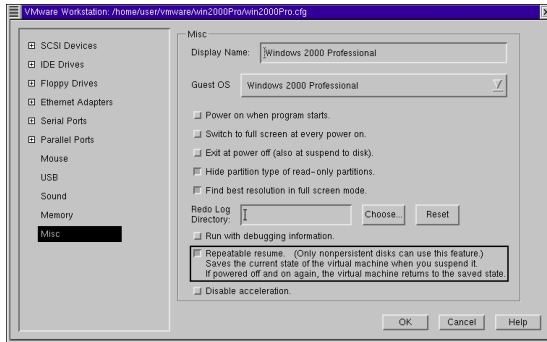 VMware Workstation: /home/user/vmware/win2000Pro/win2000Pro.cfg
SCSI Devices
IDE Drives
Floppy Drives
Ethernet Adapters
Serial Ports
Parallel Ports
Mouse
USB
Sound
Memory
Misc
Misc
Display Name: Windows 2000 Professional
Guest OS Windows 2000 Professional
Power on when program starts.
Switch to full screen at every power on.
Exit at power off (also at suspend to disk).
Hide partition type of read-only partitions.
Find best resolution in full screen mode.
Redo Log
Directory:
Choose... Reset
Run with debugging information.
Repeatable resume. (Only nonpersistent disks can use this feature.)
Saves the current state of the virtual machine when you suspend it.
If powered off and on again, the virtual machine returns to the saved state.
Disable acceleration.
OK Cancel Help